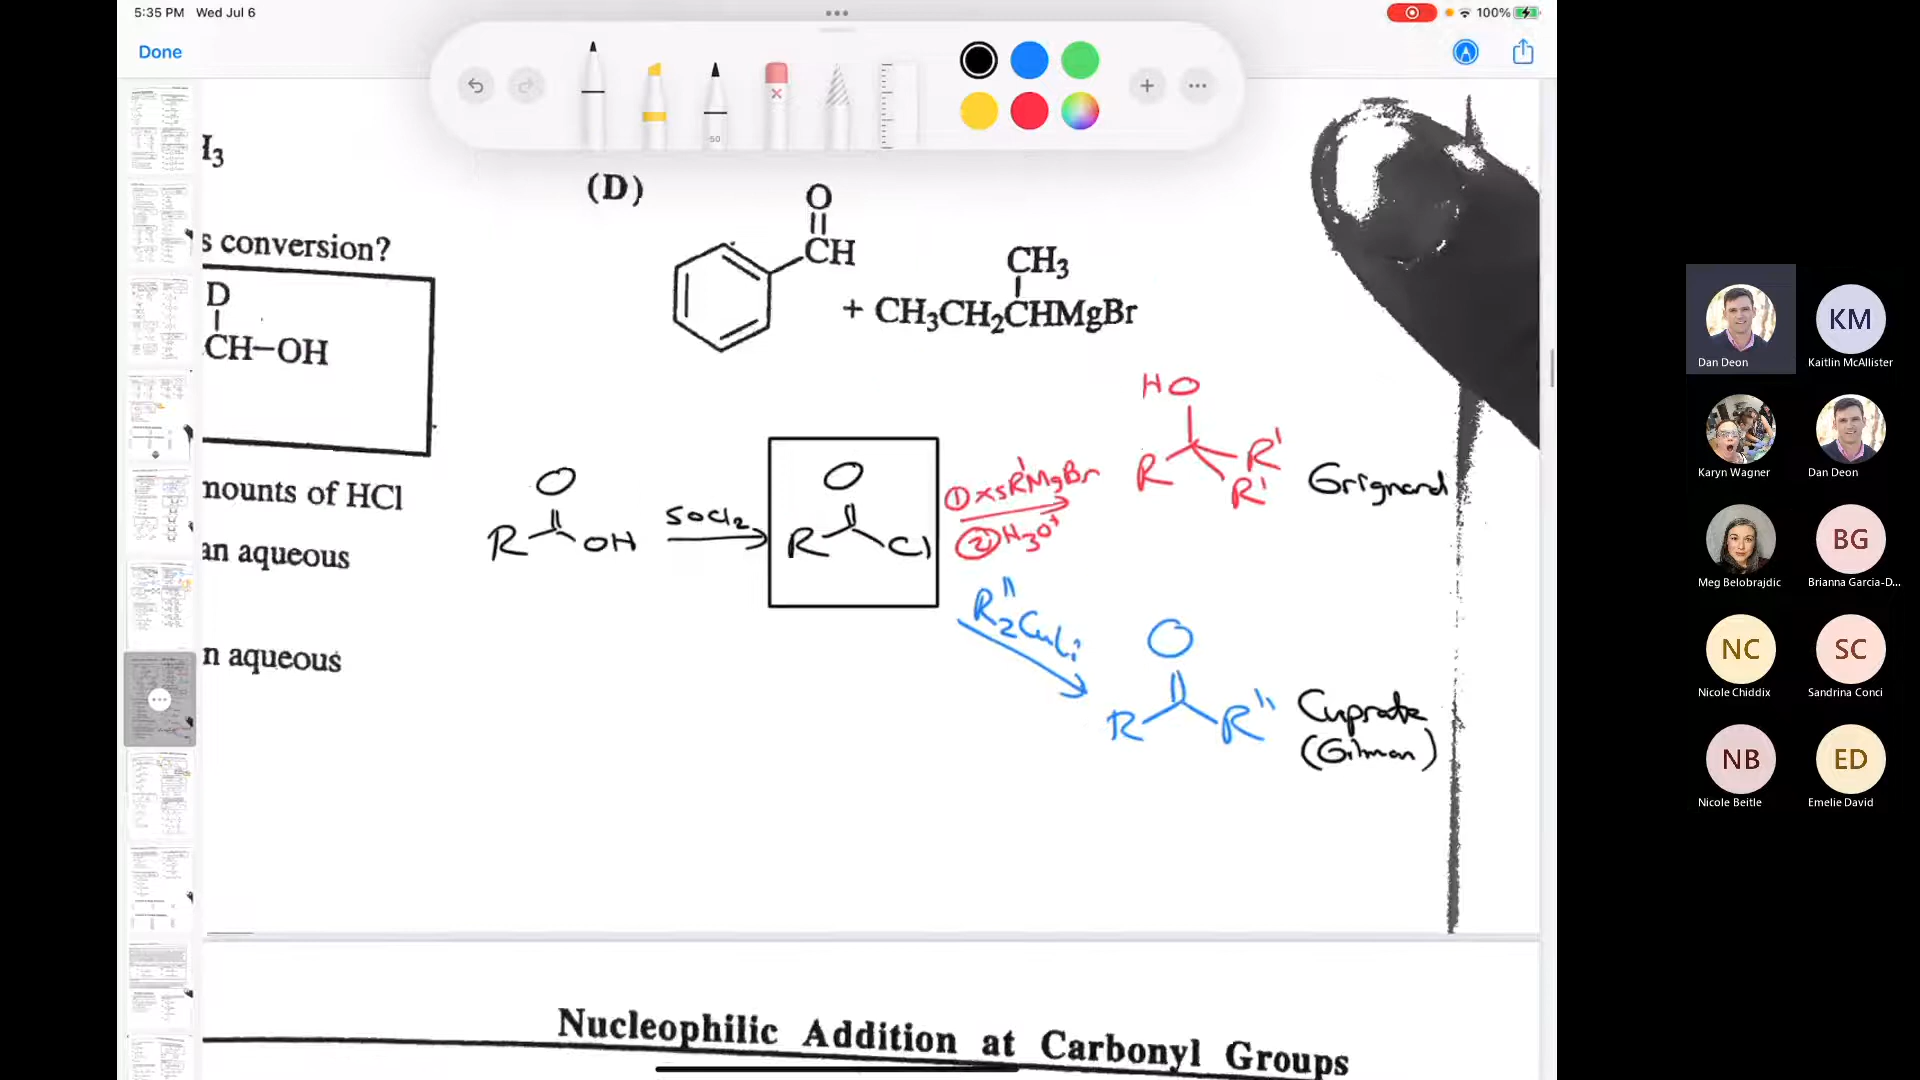 5:35 PM Wed Jul 6
100%
Done
50
H3
(D)
O
CH
s conversion?
CH3
+ CH3CH2CHMgBr
D
CH–OH
HO
R R'
R'
Grignard
mounts of HCl
an aqueous
n aqueous
O
R OH
SOCl2
O
R Cl
① xs R'MgBr
② H3O+
R''2CuLi
O
R R''
Cuprate
(Gilman)
Nucleophilic Addition at Carbonyl Groups
Dan Deon
KM
Kaitlin McAllister
Karyn Wagner
Dan Deon
Meg Belobrajdic
BG
Brianna Garcia-D...
NC
Nicole Chiddix
SC
Sandrina Conci
NB
Nicole Beitle
ED
Emelie David